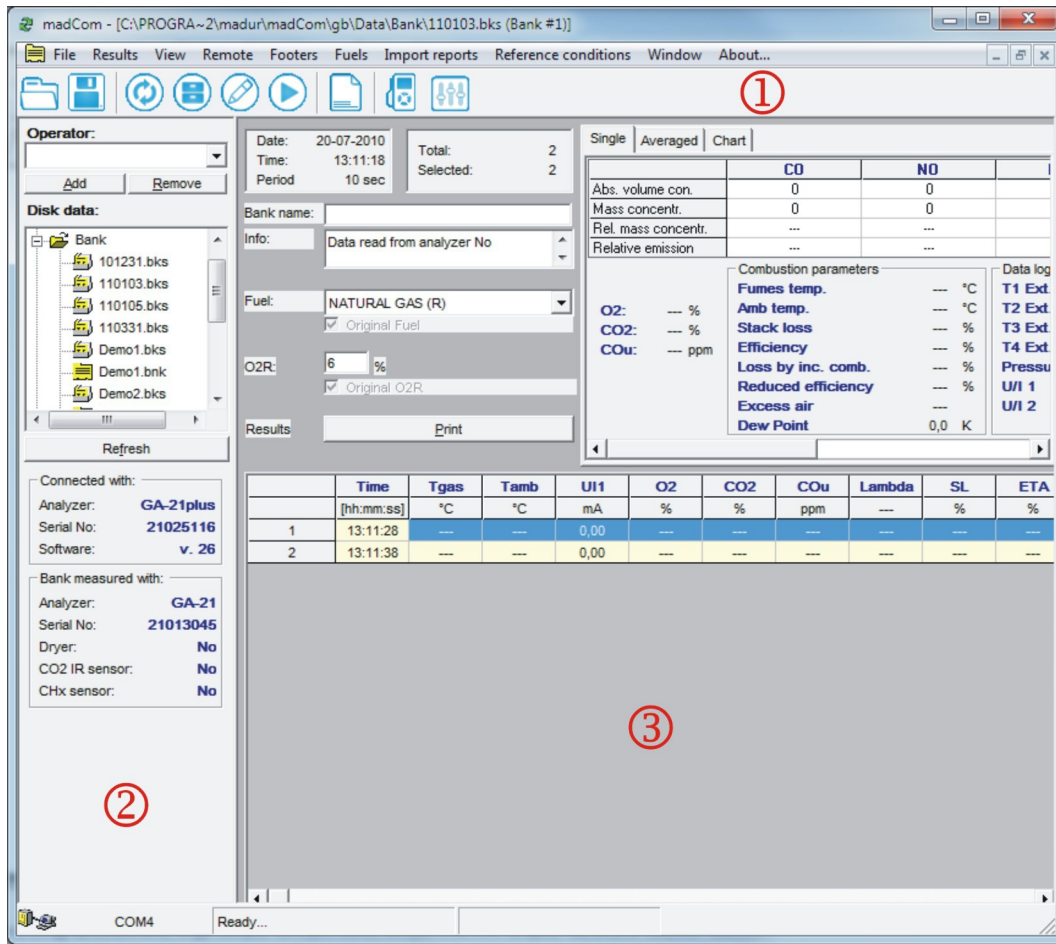 madCom - [C:\PROGRA~2\madur\madCom\gb\Data\Bank\110103.bks (Bank #1)]
File Results View Remote Footers Fuels Import reports Reference conditions Window About...
①
Operator:
Add Remove
Disk data:
Bank
101231.bks
110103.bks
110105.bks
110331.bks
Demo1.bks
Demo1.bnk
Demo2.bks
Refresh
Connected with:
Analyzer: GA-21plus
Serial No: 21025116
Software: v. 26
Bank measured with:
Analyzer: GA-21
Serial No: 21013045
Dryer: No
CO2 IR sensor: No
CHx sensor: No
②
Date: 20-07-2010
Time: 13:11:18
Period 10 sec
Total: 2
Selected: 2
Bank name:
Info: Data read from analyzer No
Fuel: NATURAL GAS (R)
Original Fuel
O2R: 6 %
Original O2R
Results Print
Single Averaged Chart
CO NO
Abs. volume con. 0 0
Mass concentr. 0 0
Rel. mass concentr. --- ---
Relative emission --- ---
O2: --- %
CO2: --- %
COu: --- ppm
Combustion parameters
Fumes temp. --- °C
Amb temp. --- °C
Stack loss --- %
Efficiency --- %
Loss by inc. comb. --- %
Reduced efficiency --- %
Excess air ---
Dew Point 0,0 K
Data log
T1 Ext.
T2 Ext.
T3 Ext.
T4 Ext.
Pressu
U/I 1
U/I 2
Time Tgas Tamb UI1 O2 CO2 COu Lambda SL ETA
[hh:mm:ss] °C °C mA % % ppm --- % %
1 13:11:28 --- --- 0,00 --- --- --- --- --- ---
2 13:11:38 --- --- 0,00 --- --- --- --- --- ---
③
COM4 Ready...